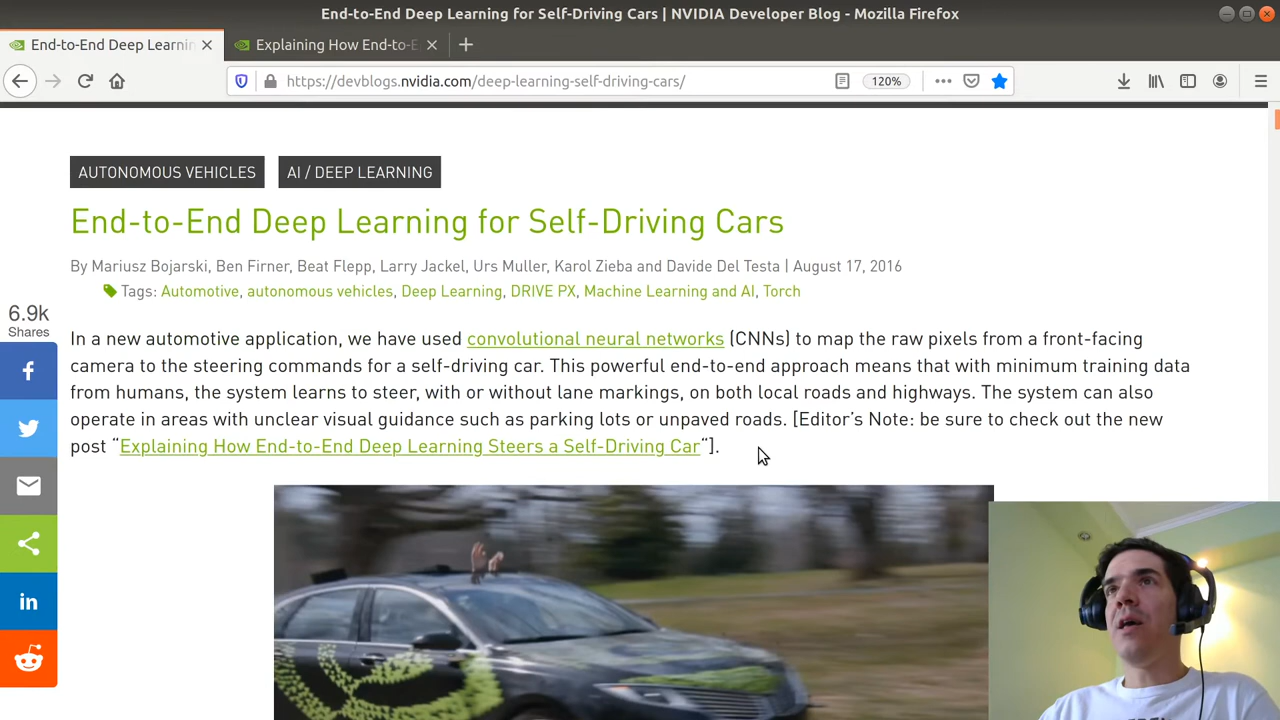 End-to-End Deep Learning for Self-Driving Cars | NVIDIA Developer Blog - Mozilla Firefox
End-to-End Deep Learnin
Explaining How End-to-E
https://devblogs.nvidia.com/deep-learning-self-driving-cars/
120%
AUTONOMOUS VEHICLES
AI / DEEP LEARNING
End-to-End Deep Learning for Self-Driving Cars
By Mariusz Bojarski, Ben Firner, Beat Flepp, Larry Jackel, Urs Muller, Karol Zieba and Davide Del Testa | August 17, 2016
Tags: Automotive, autonomous vehicles, Deep Learning, DRIVE PX, Machine Learning and AI, Torch
6.9k
Shares
In a new automotive application, we have used convolutional neural networks (CNNs) to map the raw pixels from a front-facing
camera to the steering commands for a self-driving car. This powerful end-to-end approach means that with minimum training data
from humans, the system learns to steer, with or without lane markings, on both local roads and highways. The system can also
operate in areas with unclear visual guidance such as parking lots or unpaved roads. [Editor's Note: be sure to check out the new
post “Explaining How End-to-End Deep Learning Steers a Self-Driving Car“].